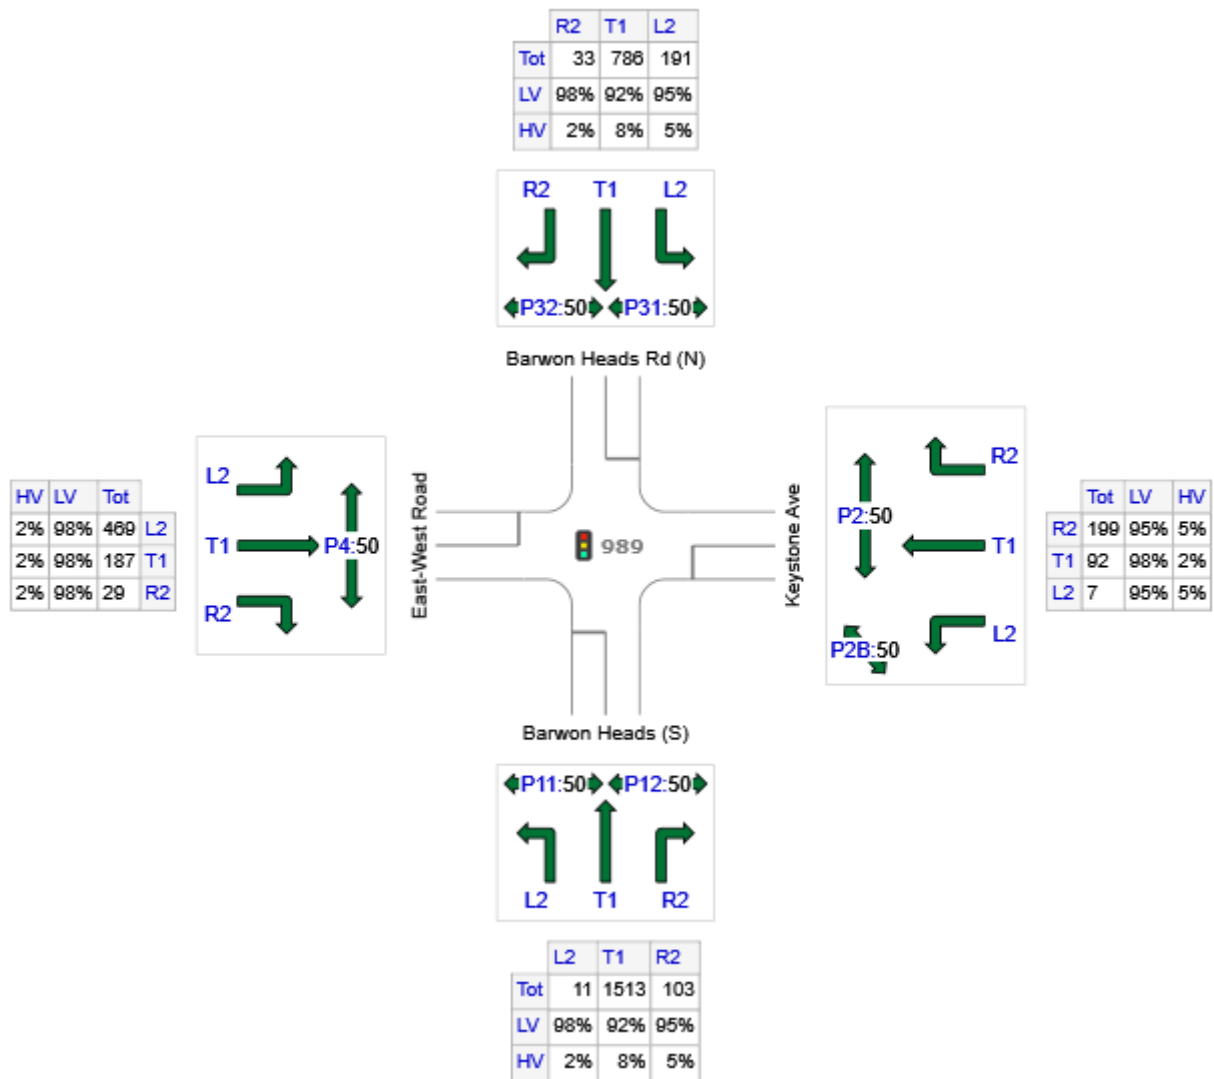 R2 T1 L2
Tot 33 786 191
LV 98% 92% 95%
HV 2% 8% 5%
R2 T1 L2
P32:50 P31:50
Barwon Heads Rd (N)
HV LV Tot
2% 98% 469 L2
2% 98% 187 T1
2% 98% 29 R2
L2
T1 P4:50
R2
East-West Road
989
Keystone Ave
R2
P2:50
T1
L2
P2B:50
Tot LV HV
R2 199 95% 5%
T1 92 98% 2%
L2 7 95% 5%
Barwon Heads (S)
P11:50 P12:50
L2 T1 R2
L2 T1 R2
Tot 11 1513 103
LV 98% 92% 95%
HV 2% 8% 5%